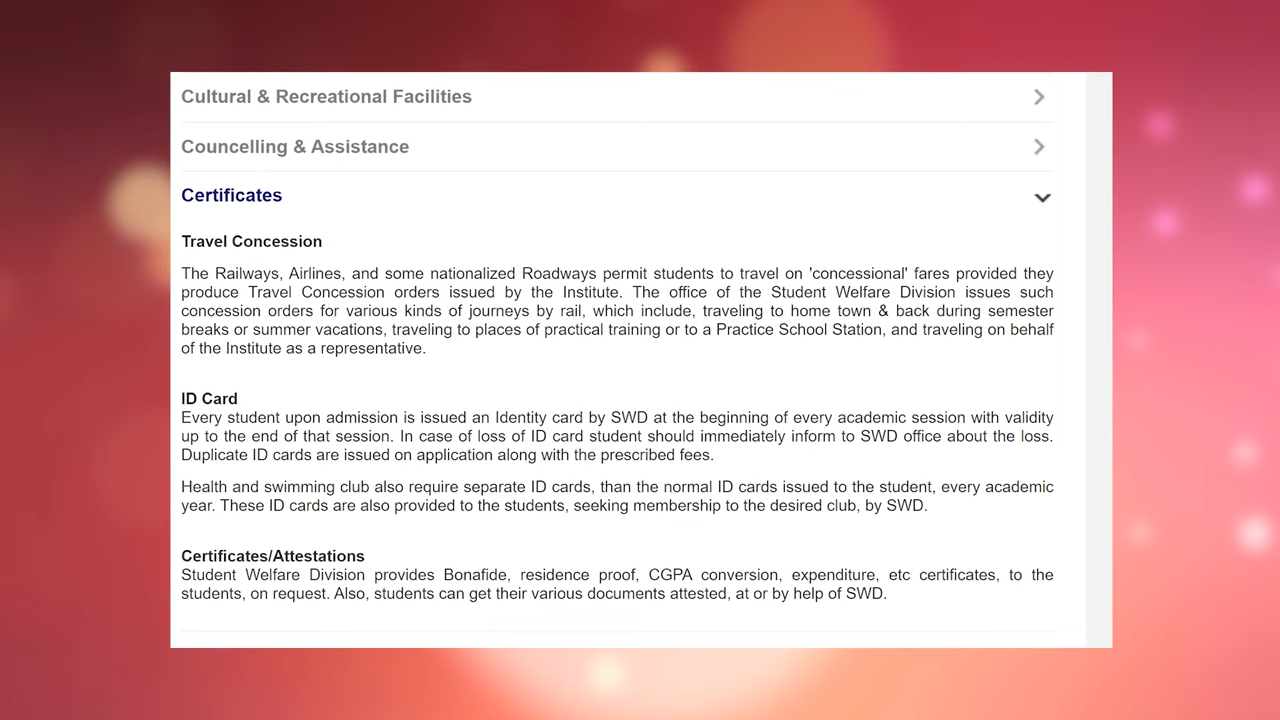 Cultural & Recreational Facilities
Councelling & Assistance
Certificates
Travel Concession
The Railways, Airlines, and some nationalized Roadways permit students to travel on 'concessional' fares provided they
produce Travel Concession orders issued by the Institute. The office of the Student Welfare Division issues such
concession orders for various kinds of journeys by rail, which include, traveling to home town & back during semester
breaks or summer vacations, traveling to places of practical training or to a Practice School Station, and traveling on behalf
of the Institute as a representative.
ID Card
Every student upon admission is issued an Identity card by SWD at the beginning of every academic session with validity
up to the end of that session. In case of loss of ID card student should immediately inform to SWD office about the loss.
Duplicate ID cards are issued on application along with the prescribed fees.
Health and swimming club also require separate ID cards, than the normal ID cards issued to the student, every academic
year. These ID cards are also provided to the students, seeking membership to the desired club, by SWD.
Certificates/Attestations
Student Welfare Division provides Bonafide, residence proof, CGPA conversion, expenditure, etc certificates, to the
students, on request. Also, students can get their various documents attested, at or by help of SWD.